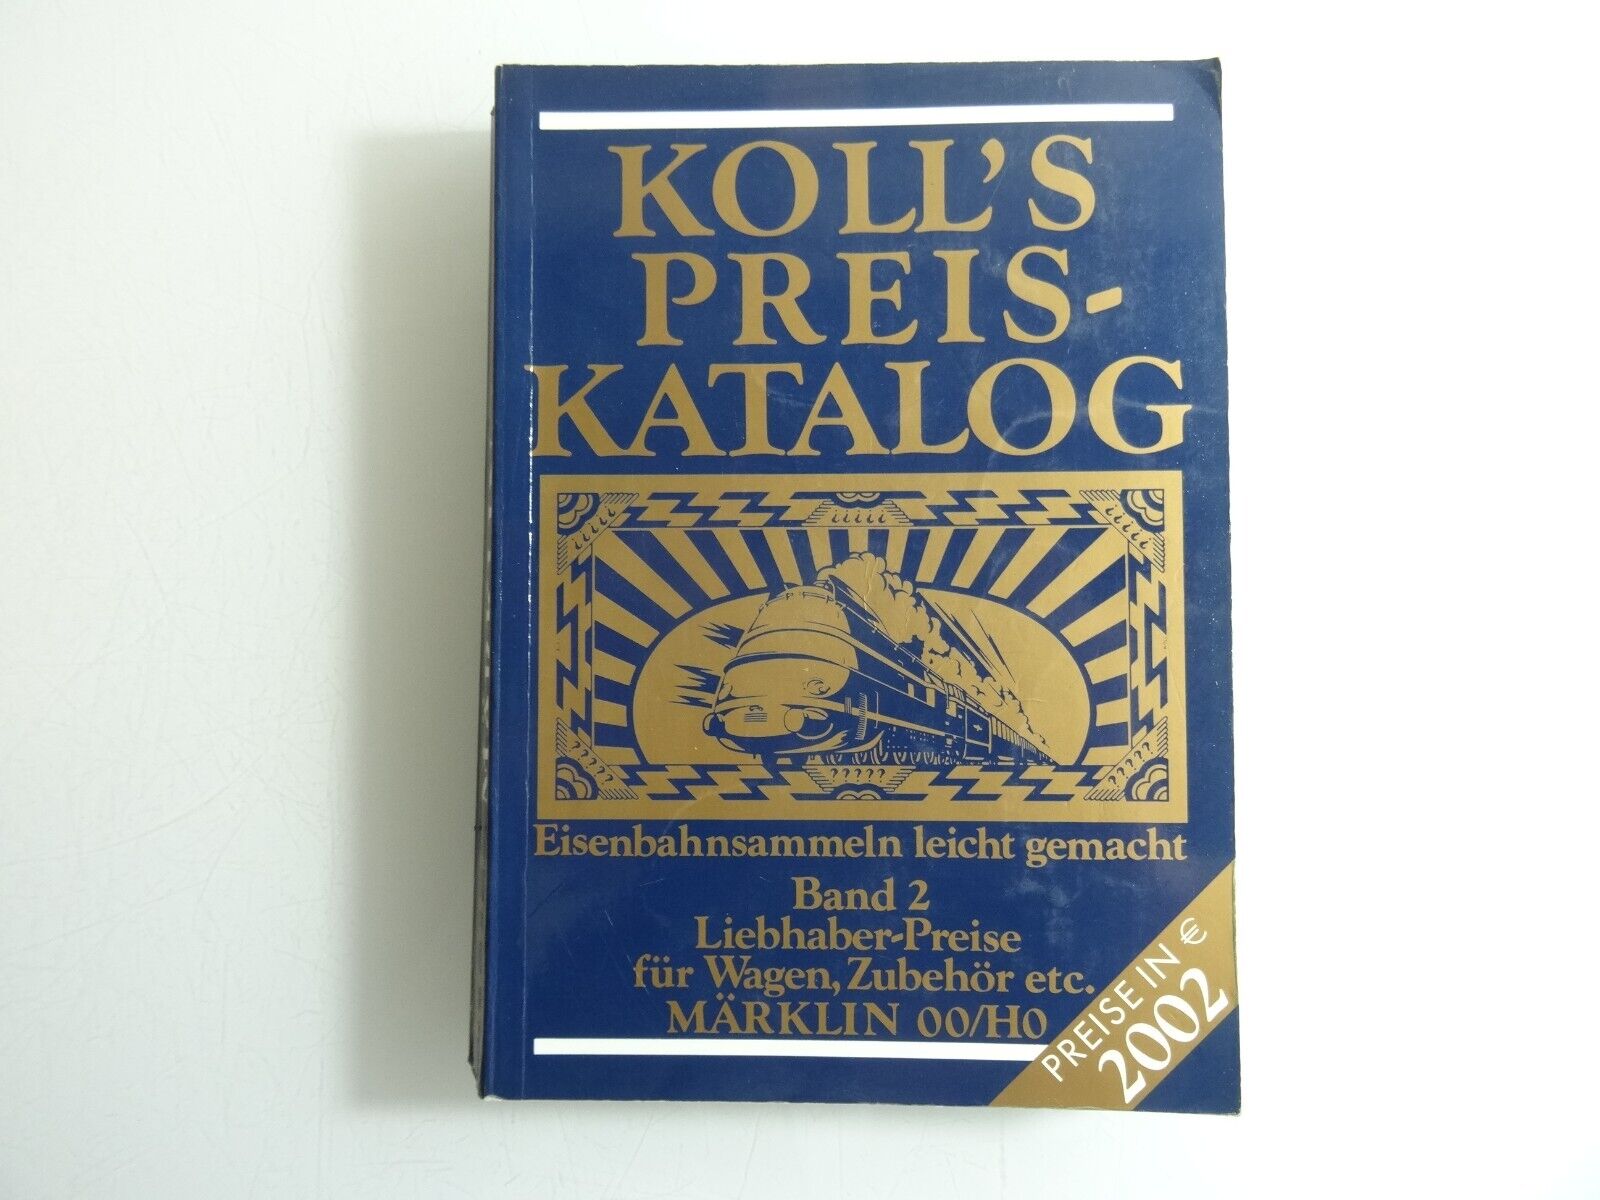 KOLL'S
PREIS-
KATALOG
¿¿¿¿¿
¿¿¿¿¿
¿¿¿¿¿
?????
?????
?????
Eisenbahnsammeln leicht gemacht
Band 2
Liebhaber-Preise
für Wagen, Zubehör etc.
MÄRKLIN 00/H0
PREISE IN €
2002